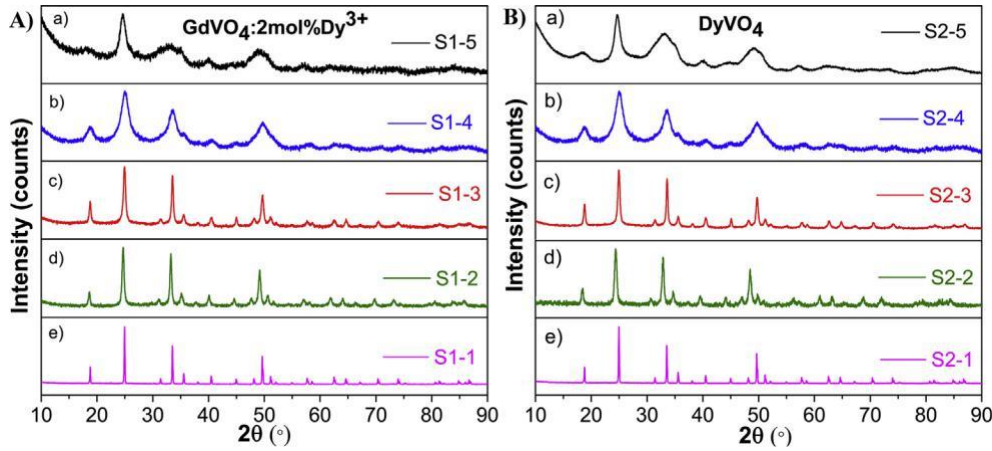 A)
GdVO₄:2mol%Dy³⁺
a)
S1-5
b)
S1-4
c)
S1-3
d)
S1-2
e)
S1-1
Intensity (counts)
10 20 30 40 50 60 70 80 90
2θ (°)
B)
DyVO₄
a)
S2-5
b)
S2-4
c)
S2-3
d)
S2-2
e)
S2-1
Intensity (counts)
10 20 30 40 50 60 70 80 90
2θ (°)